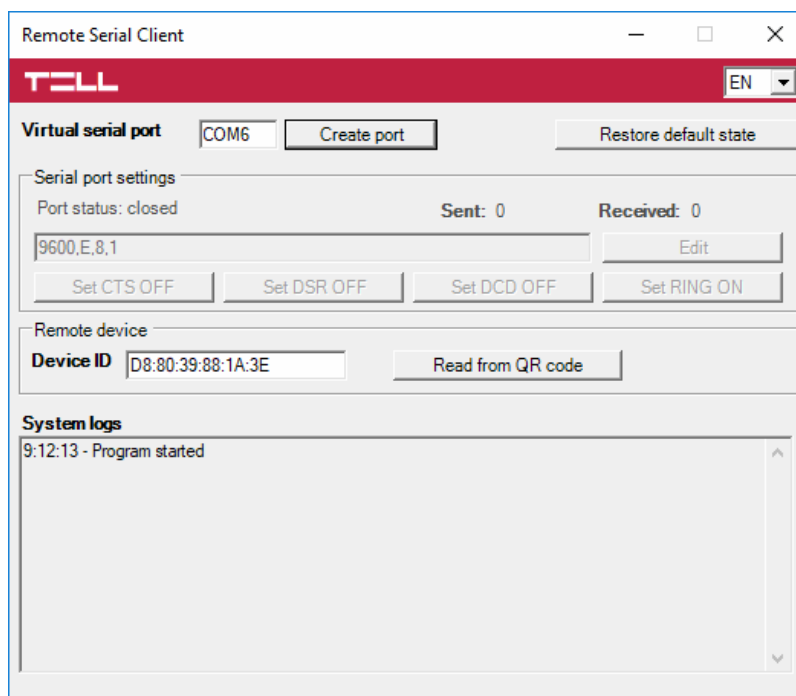 Remote Serial Client
TELL
EN
Virtual serial port COM6 Create port Restore default state
Serial port settings
Port status: closed Sent: 0 Received: 0
9600,E,8,1 Edit
Set CTS OFF Set DSR OFF Set DCD OFF Set RING ON
Remote device
Device ID D8:80:39:88:1A:3E Read from QR code
System logs
9:12:13 - Program started